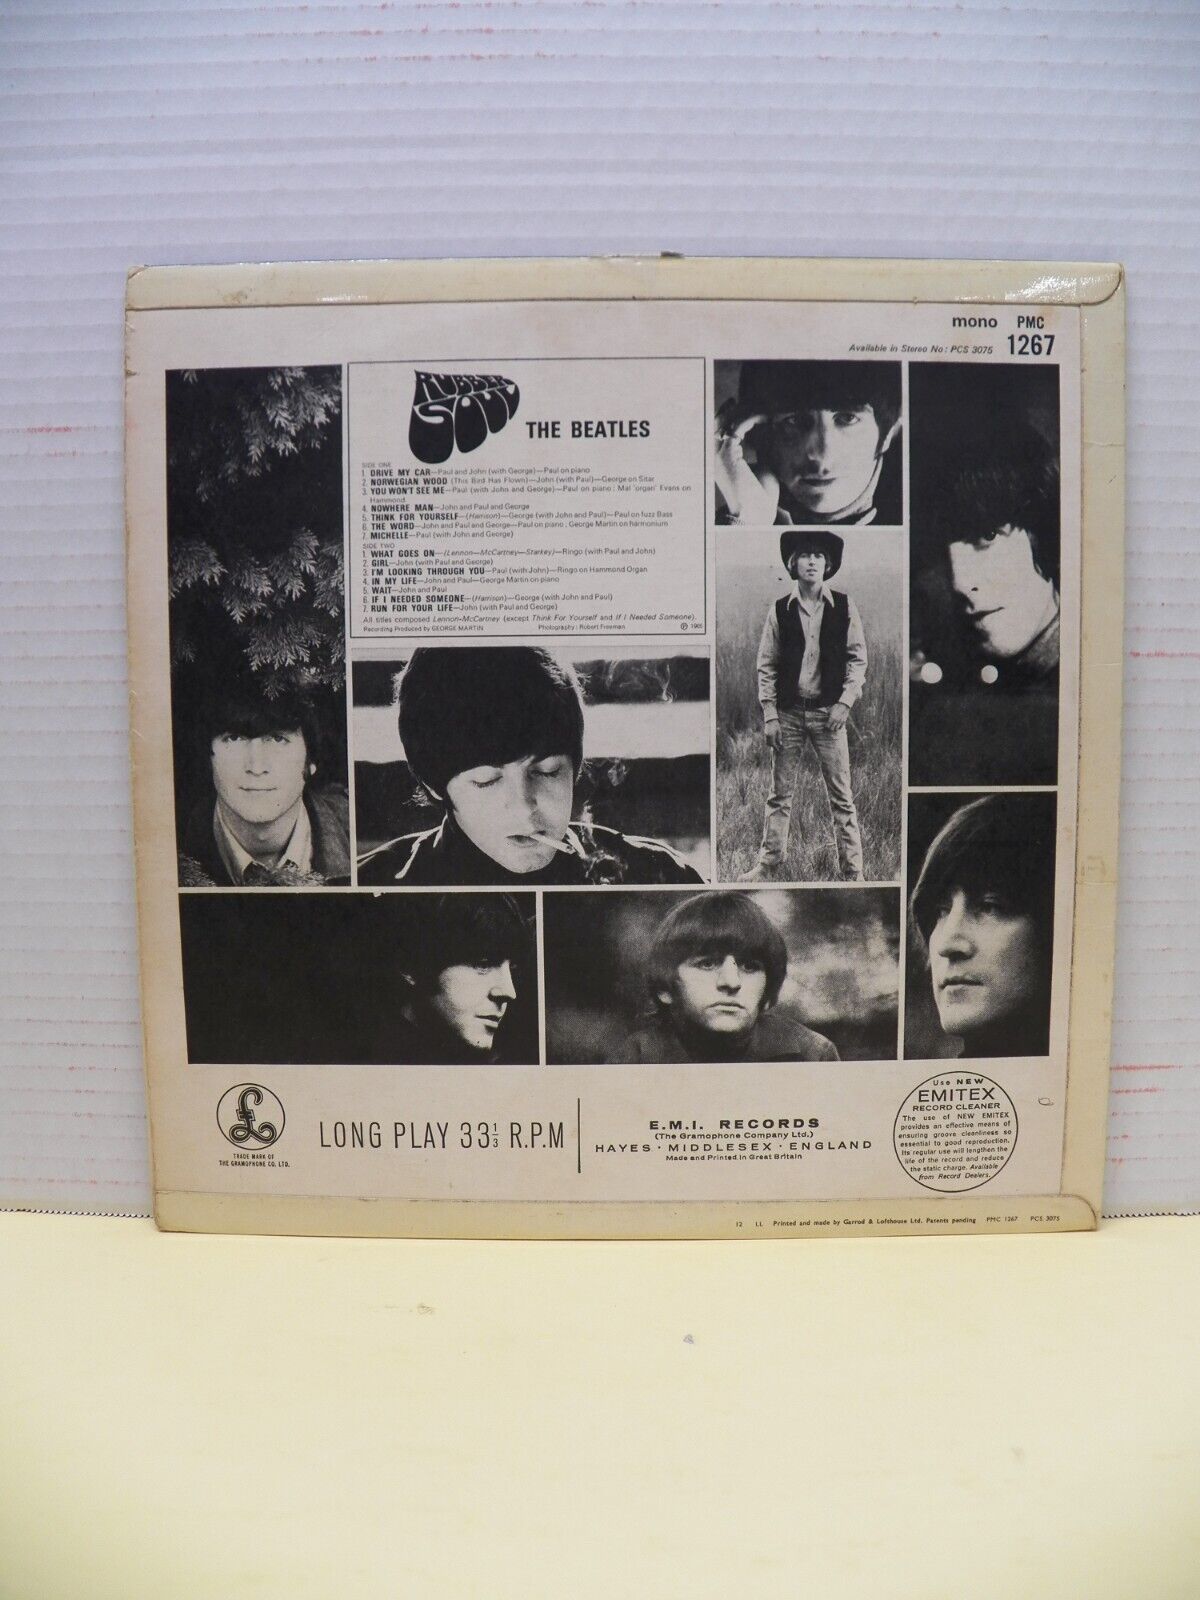 mono PMC
Available in Stereo No: PCS 3075 1267
RUBBER
SOUL
THE BEATLES
SIDE ONE
1. DRIVE MY CAR—Paul and John (with George)—Paul on piano
2. NORWEGIAN WOOD (This Bird Has Flown)—John (with Paul)—George on Sitar
3. YOU WON'T SEE ME—Paul (with John and George)—Paul on piano: Mal 'organ' Evans on
Hammond
4. NOWHERE MAN—John and Paul and George
5. THINK FOR YOURSELF—(Harrison)—George (with John and Paul)—Paul on fuzz Bass
6. THE WORD—John and Paul and George—Paul on piano; George Martin on harmonium
7. MICHELLE—Paul (with John and George)
SIDE TWO
1. WHAT GOES ON—(Lennon-McCartney-Starkey)—Ringo (with Paul and John)
2. GIRL—John (with Paul and George)
3. I'M LOOKING THROUGH YOU—Paul (with John)—Ringo on Hammond Organ
4. IN MY LIFE—John and Paul—George Martin on piano
5. WAIT—John and Paul
6. IF I NEEDED SOMEONE—(Harrison)—George (with John and Paul)
7. RUN FOR YOUR LIFE—John (with Paul and George)
All titles composed Lennon-McCartney (except Think For Yourself and If I Needed Someone).
Recording Produced by GEORGE MARTIN Photography: Robert Freeman ℗ 1965
£
TRADE MARK OF
THE GRAMOPHONE CO. LTD.
LONG PLAY 33⅓ R.P.M
E.M.I. RECORDS
(The Gramophone Company Ltd.)
HAYES · MIDDLESEX · ENGLAND
Made and Printed in Great Britain
Use NEW
EMITEX
RECORD CLEANER
The use of NEW EMITEX
provides an effective means of
ensuring groove cleanliness so
essential to good reproduction.
Its regular use will lengthen the
life of the record and reduce
the static charge. Available
from Record Dealers.
12 LL Printed and made by Garrod & Lofthouse Ltd. Patents pending PMC 1267 PCS 3075